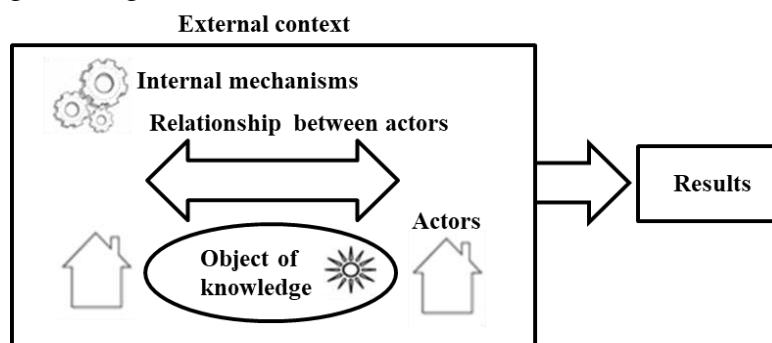 External context
Internal mechanisms
Relationship between actors
Results
Actors
Object of
knowledge